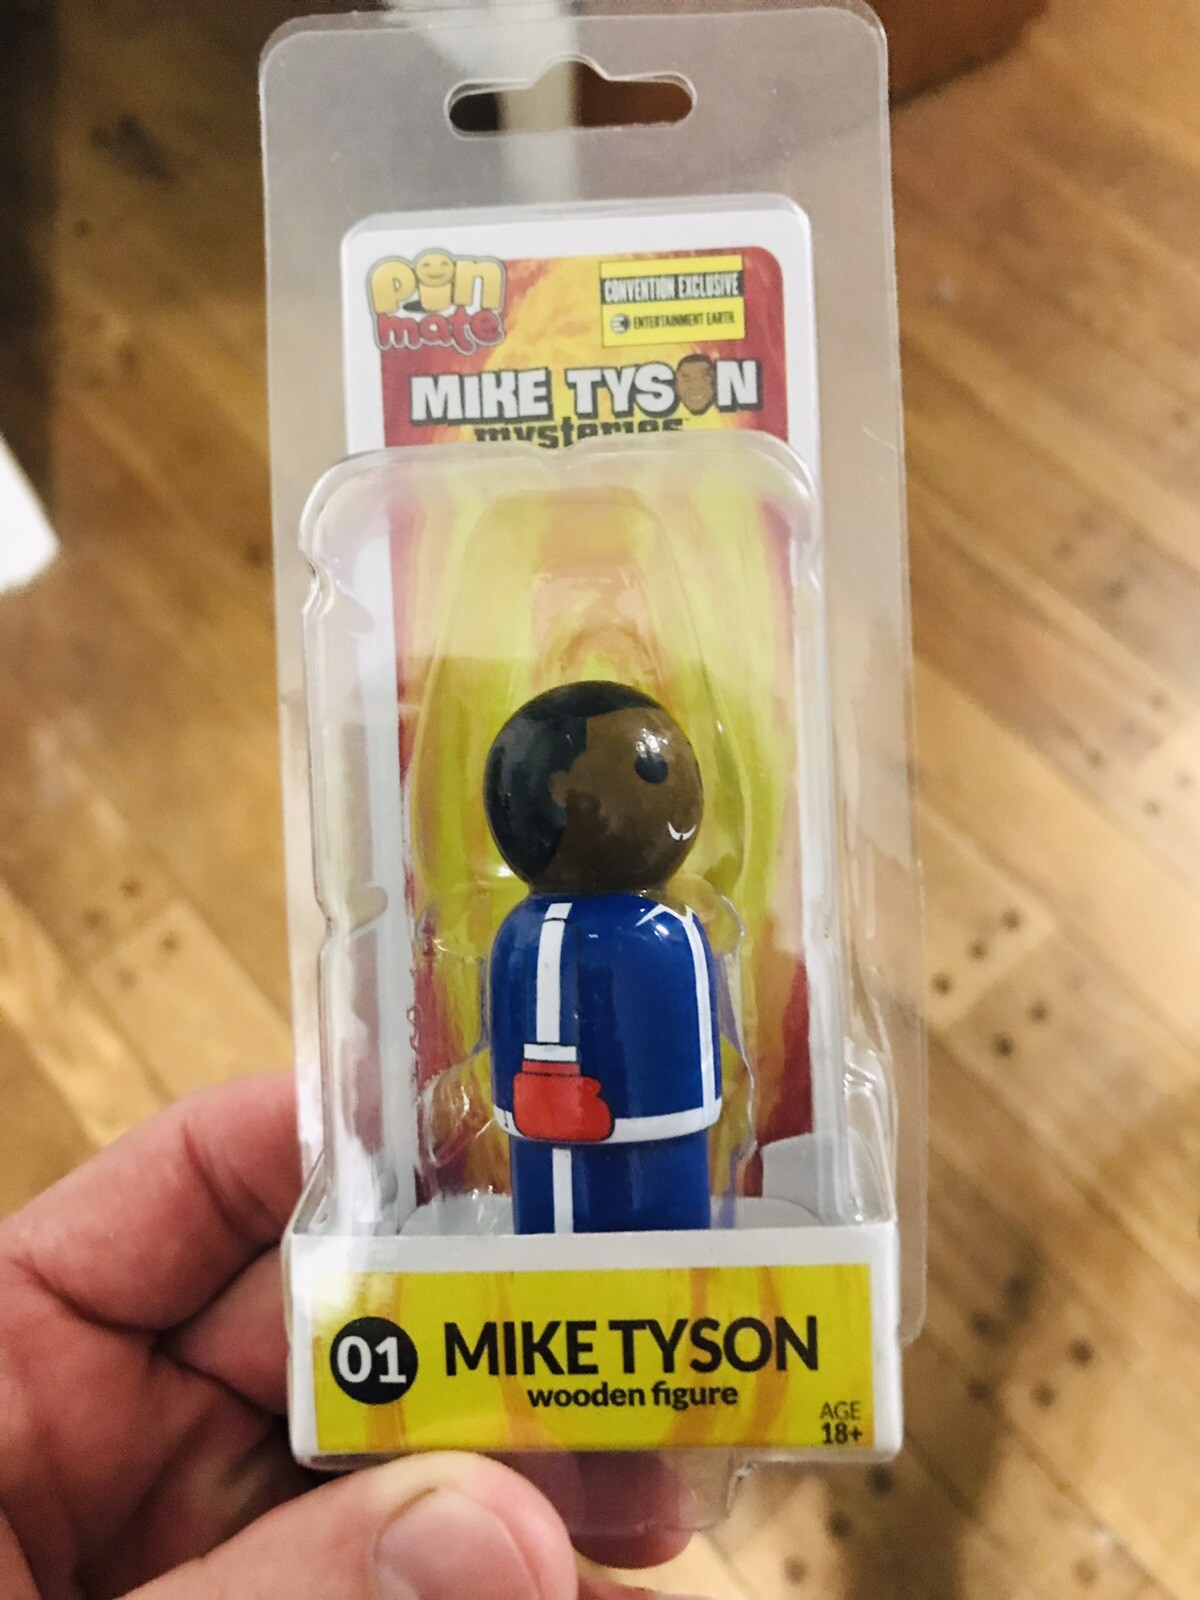 pin
mate
CONVENTION EXCLUSIVE
ENTERTAINMENT EARTH
MIKE TYSON
mysteries
01
MIKE TYSON
wooden figure
AGE
18+